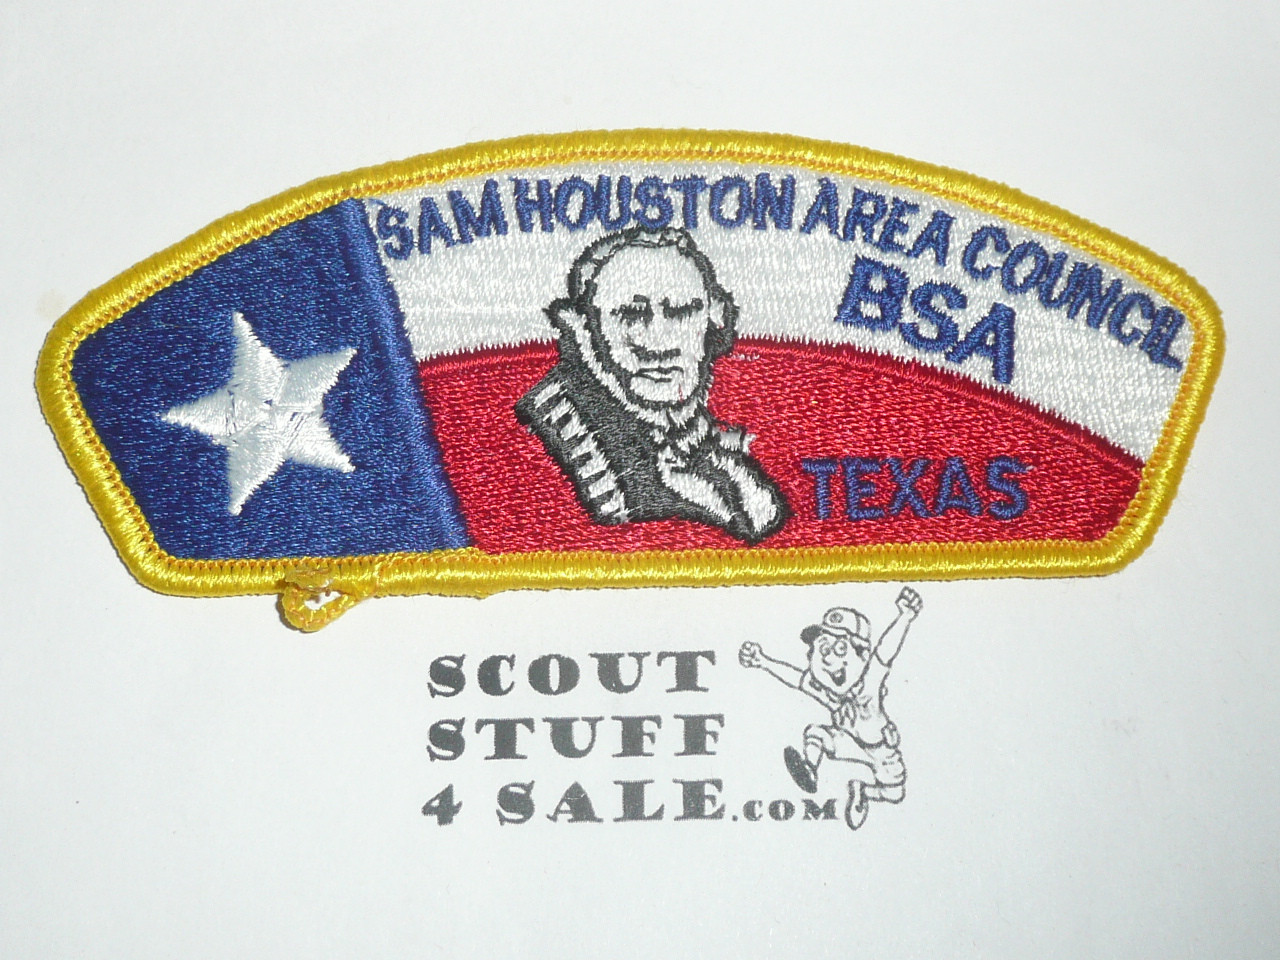 SAM HOUSTON AREA COUNCIL
BSA
TEXAS
SCOUT
STUFF
4 SALE.COM